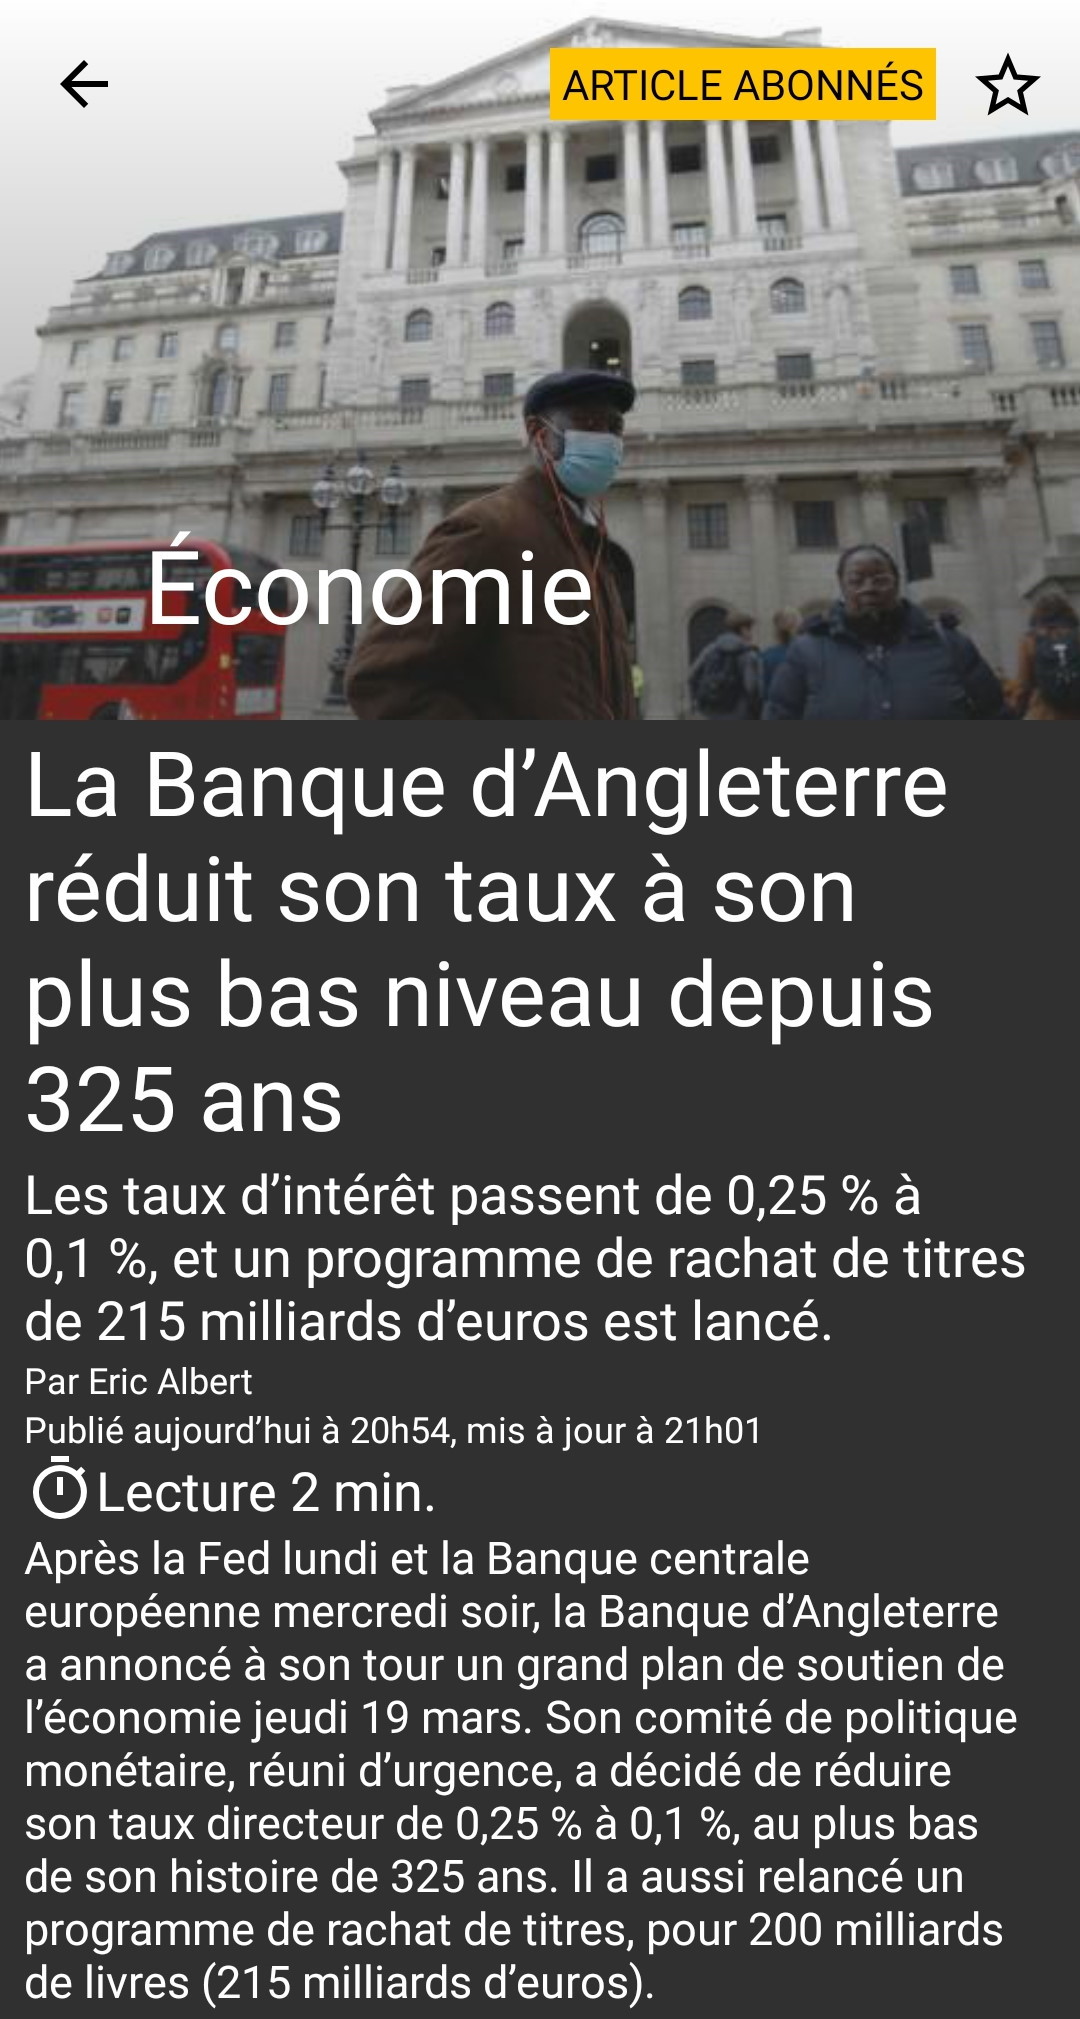 ARTICLE ABONNÉS
Économie
La Banque d’Angleterre
réduit son taux à son
plus bas niveau depuis
325 ans
Les taux d’intérêt passent de 0,25 % à
0,1 %, et un programme de rachat de titres
de 215 milliards d’euros est lancé.
Par Eric Albert
Publié aujourd’hui à 20h54, mis à jour à 21h01
Lecture 2 min.
Après la Fed lundi et la Banque centrale
européenne mercredi soir, la Banque d’Angleterre
a annoncé à son tour un grand plan de soutien de
l’économie jeudi 19 mars. Son comité de politique
monétaire, réuni d’urgence, a décidé de réduire
son taux directeur de 0,25 % à 0,1 %, au plus bas
de son histoire de 325 ans. Il a aussi relancé un
programme de rachat de titres, pour 200 milliards
de livres (215 milliards d’euros).